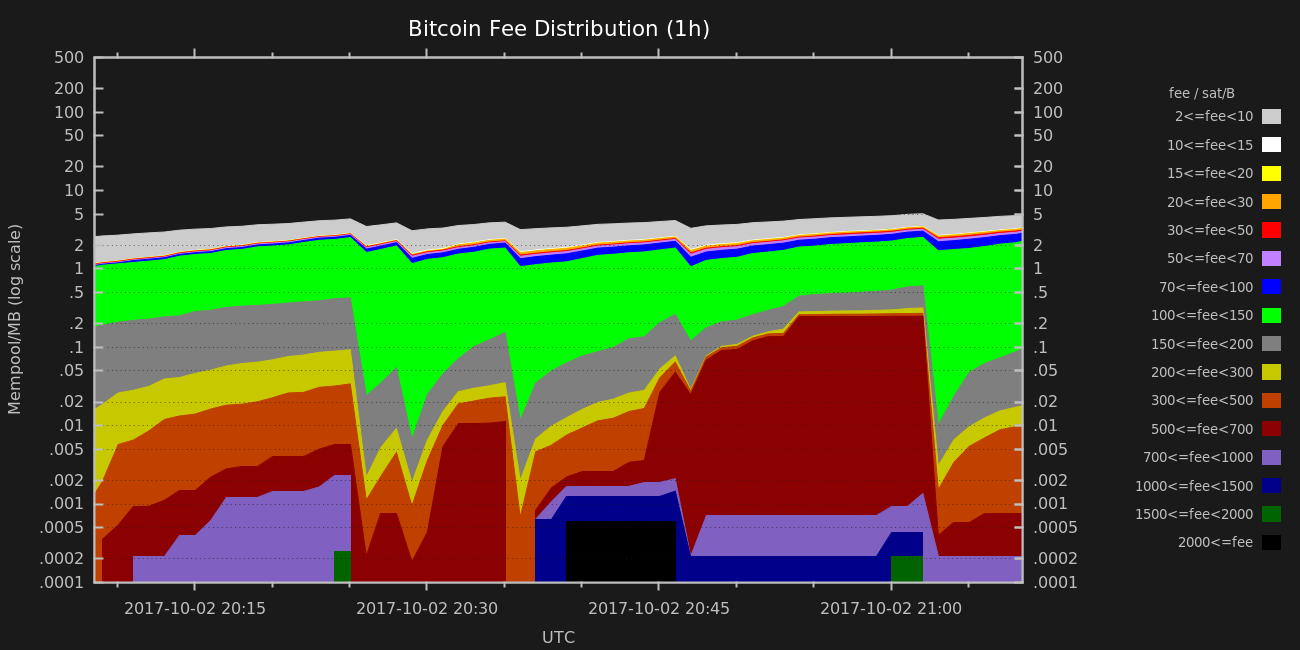 Bitcoin Fee Distribution (1h)
500 500
200 200
100 100
50 50
20 20
10 10
5 5
2 2
1 1
.5 .5
.2 .2
.1 .1
.05 .05
.02 .02
.01 .01
.005 .005
.002 .002
.001 .001
.0005 .0005
.0002 .0002
.0001 .0001
Mempool/MB (log scale)
2017-10-02 20:15 2017-10-02 20:30 2017-10-02 20:45 2017-10-02 21:00
UTC
fee / sat/B
2<=fee<10
10<=fee<15
15<=fee<20
20<=fee<30
30<=fee<50
50<=fee<70
70<=fee<100
100<=fee<150
150<=fee<200
200<=fee<300
300<=fee<500
500<=fee<700
700<=fee<1000
1000<=fee<1500
1500<=fee<2000
2000<=fee